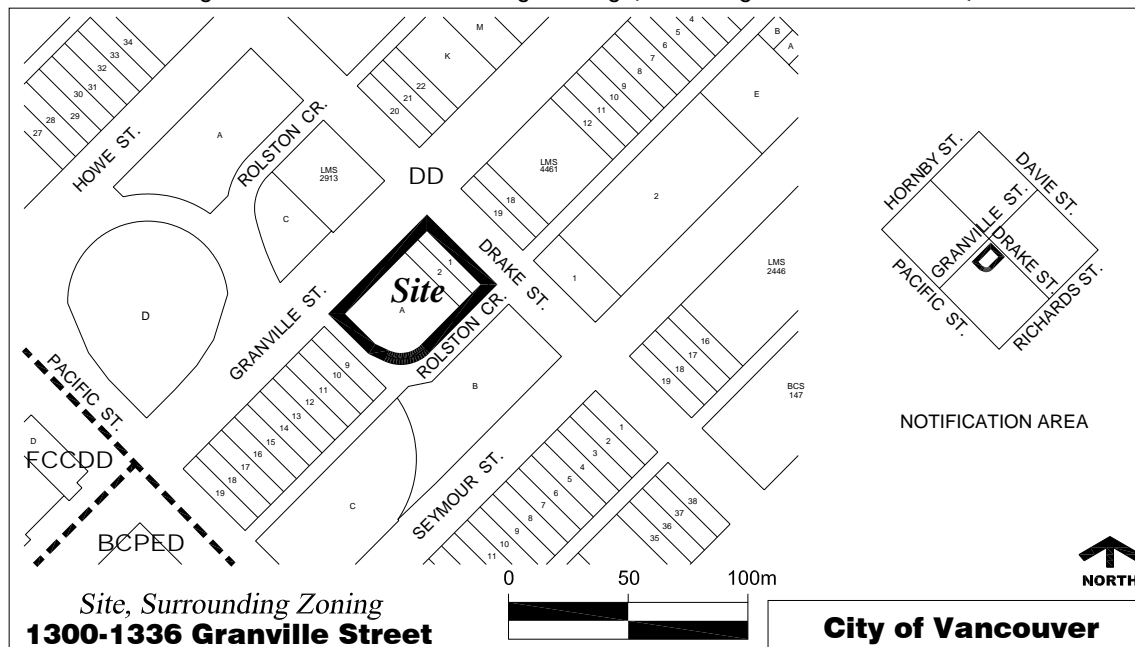 34
33
32
31
30
29
28
27
HOWE ST.
A
ROLSTON CR.
M
K
22
21
20
4
5
6
7
8
9
10
11
12
B
A
E
LMS
2913
C
DD
LMS
4461
18
19
2
1
DRAKE ST.
LMS
2446
1
2
Site
A
GRANVILLE ST.
ROLSTON CR.
D
PACIFIC ST.
9
10
11
12
13
14
15
16
17
18
19
B
16
17
18
19
BCS
147
D
FCCDD
BCPED
C
SEYMOUR ST.
1
2
3
4
5
6
7
8
9
10
11
38
37
36
35
HORNBY ST.
DAVIE ST.
GRANVILLE ST.
DRAKE ST.
PACIFIC ST.
RICHARDS ST.
NOTIFICATION AREA
NORTH
0 50 100m
Site, Surrounding Zoning
1300-1336 Granville Street
City of Vancouver